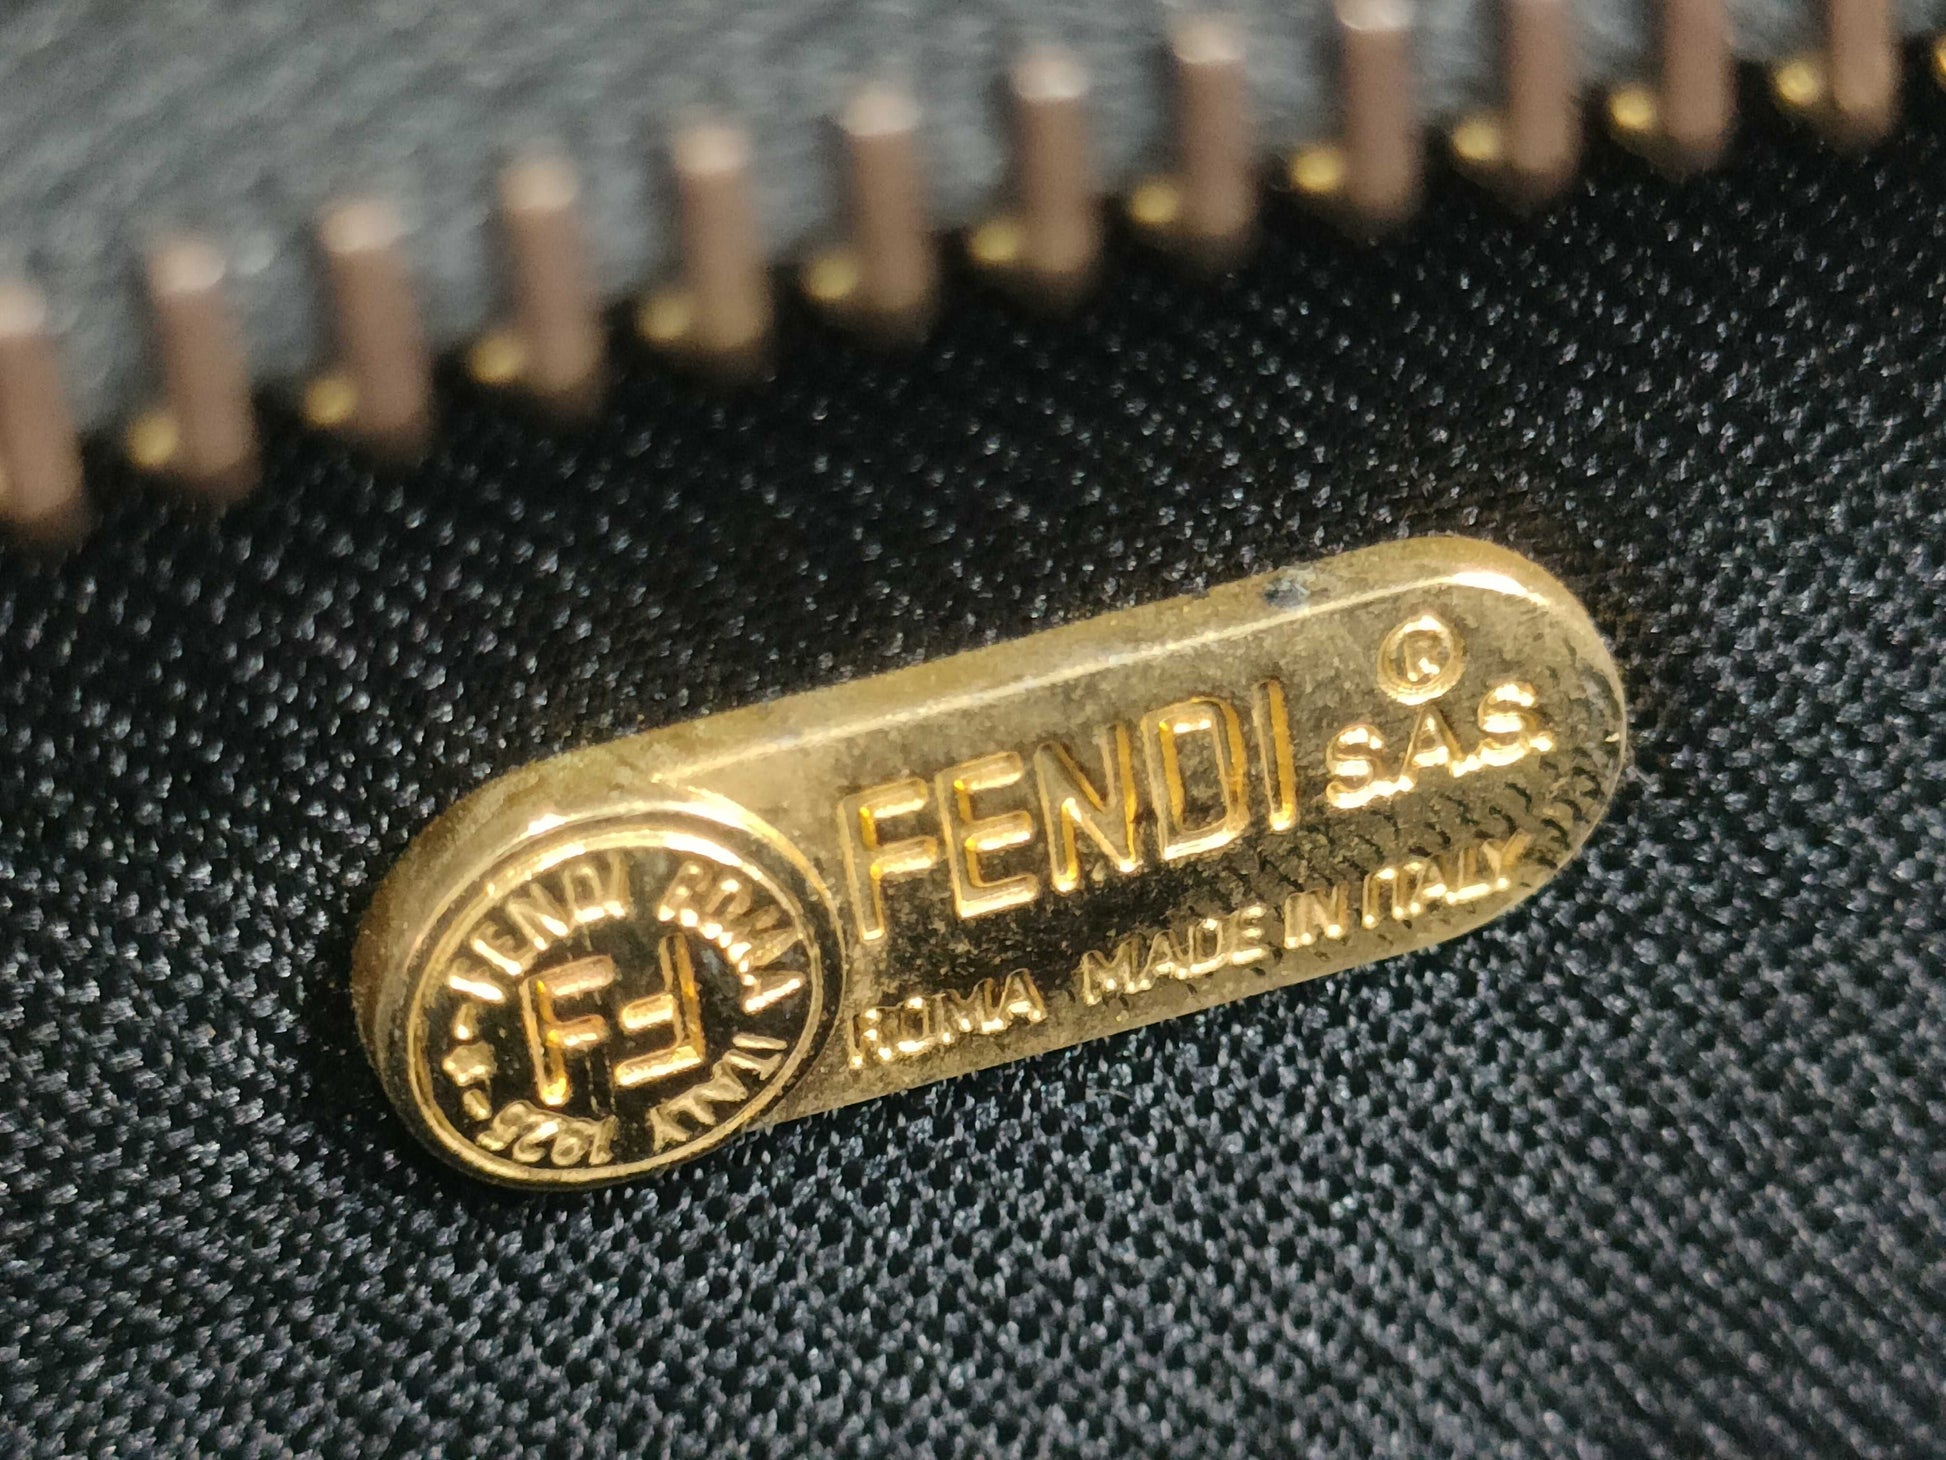 FENDI ROMA
ITALY 1925
FF
FENDI S.A.S.®
ROMA MADE IN ITALY